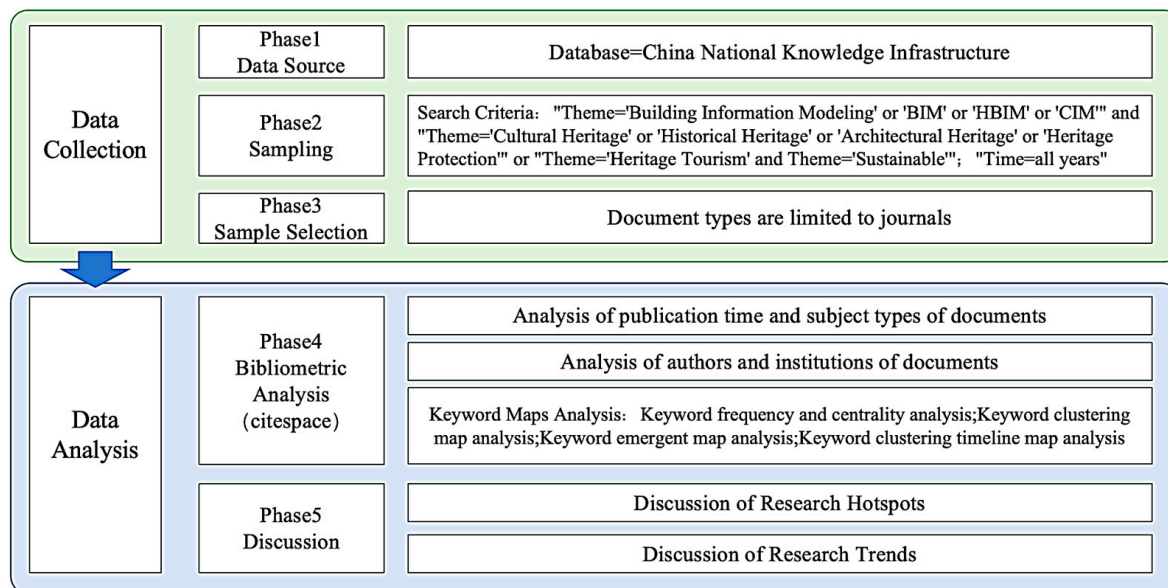 Data
Collection
Phase1
Data Source
Database=China National Knowledge Infrastructure
Phase2
Sampling
Search Criteria: "Theme='Building Information Modeling' or 'BIM' or 'HBIM' or 'CIM'" and
"Theme='Cultural Heritage' or 'Historical Heritage' or 'Architectural Heritage' or 'Heritage
Protection'" or "Theme='Heritage Tourism' and Theme='Sustainable'"; "Time=all years"
Phase3
Sample Selection
Document types are limited to journals
Data
Analysis
Phase4
Bibliometric
Analysis
(citespace)
Analysis of publication time and subject types of documents
Analysis of authors and institutions of documents
Keyword Maps Analysis: Keyword frequency and centrality analysis;Keyword clustering
map analysis;Keyword emergent map analysis;Keyword clustering timeline map analysis
Phase5
Discussion
Discussion of Research Hotspots
Discussion of Research Trends